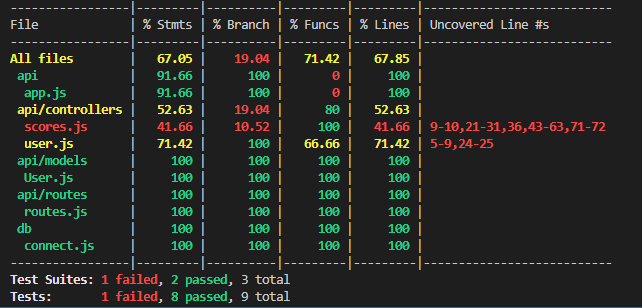 -----------------|---------|----------|---------|---------|---------------------------
File             | % Stmts | % Branch | % Funcs | % Lines | Uncovered Line #s
-----------------|---------|----------|---------|---------|---------------------------
All files        |   67.05 |    19.04 |   71.42 |   67.85 |
 api             |   91.66 |      100 |       0 |     100 |
  app.js         |   91.66 |      100 |       0 |     100 |
 api/controllers |   52.63 |    19.04 |      80 |   52.63 |
  scores.js      |   41.66 |    10.52 |     100 |   41.66 | 9-10,21-31,36,43-63,71-72
  user.js        |   71.42 |      100 |   66.66 |   71.42 | 5-9,24-25
 api/models      |     100 |      100 |     100 |     100 |
  User.js        |     100 |      100 |     100 |     100 |
 api/routes      |     100 |      100 |     100 |     100 |
  routes.js      |     100 |      100 |     100 |     100 |
 db              |     100 |      100 |     100 |     100 |
  connect.js     |     100 |      100 |     100 |     100 |
-----------------|---------|----------|---------|---------|---------------------------
Test Suites: 1 failed, 2 passed, 3 total
Tests:       1 failed, 8 passed, 9 total